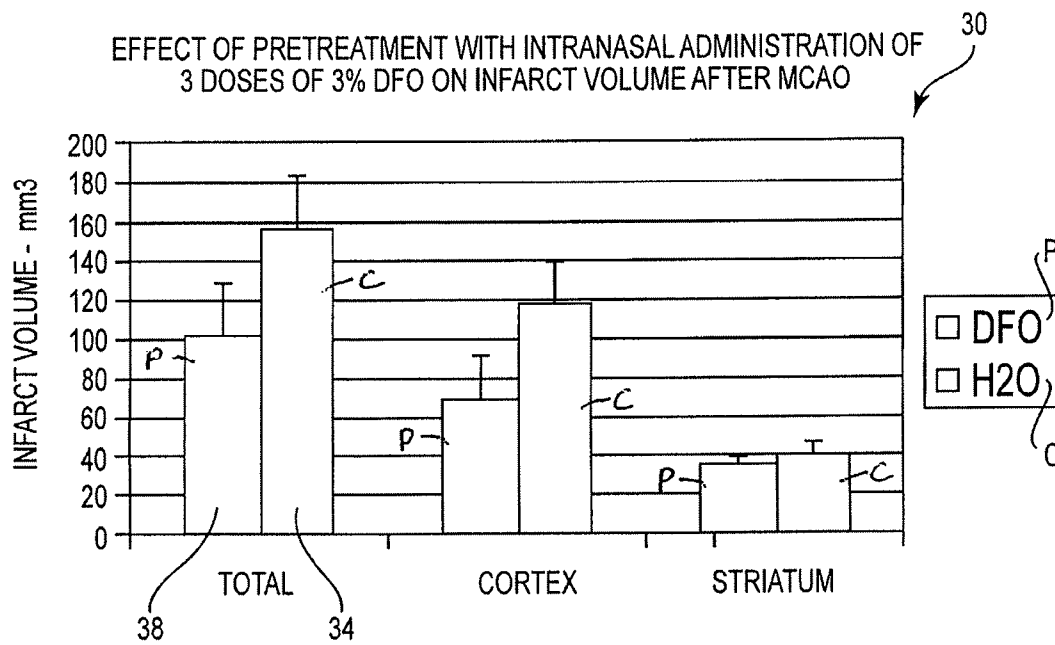 EFFECT OF PRETREATMENT WITH INTRANASAL ADMINISTRATION OF
3 DOSES OF 3% DFO ON INFARCT VOLUME AFTER MCAO
30
INFARCT VOLUME - mm3
200
180
160
140
120
100
80
60
40
20
0
P
C
P
C
P
C
TOTAL
CORTEX
STRIATUM
38
34
P
DFO
H2O
C